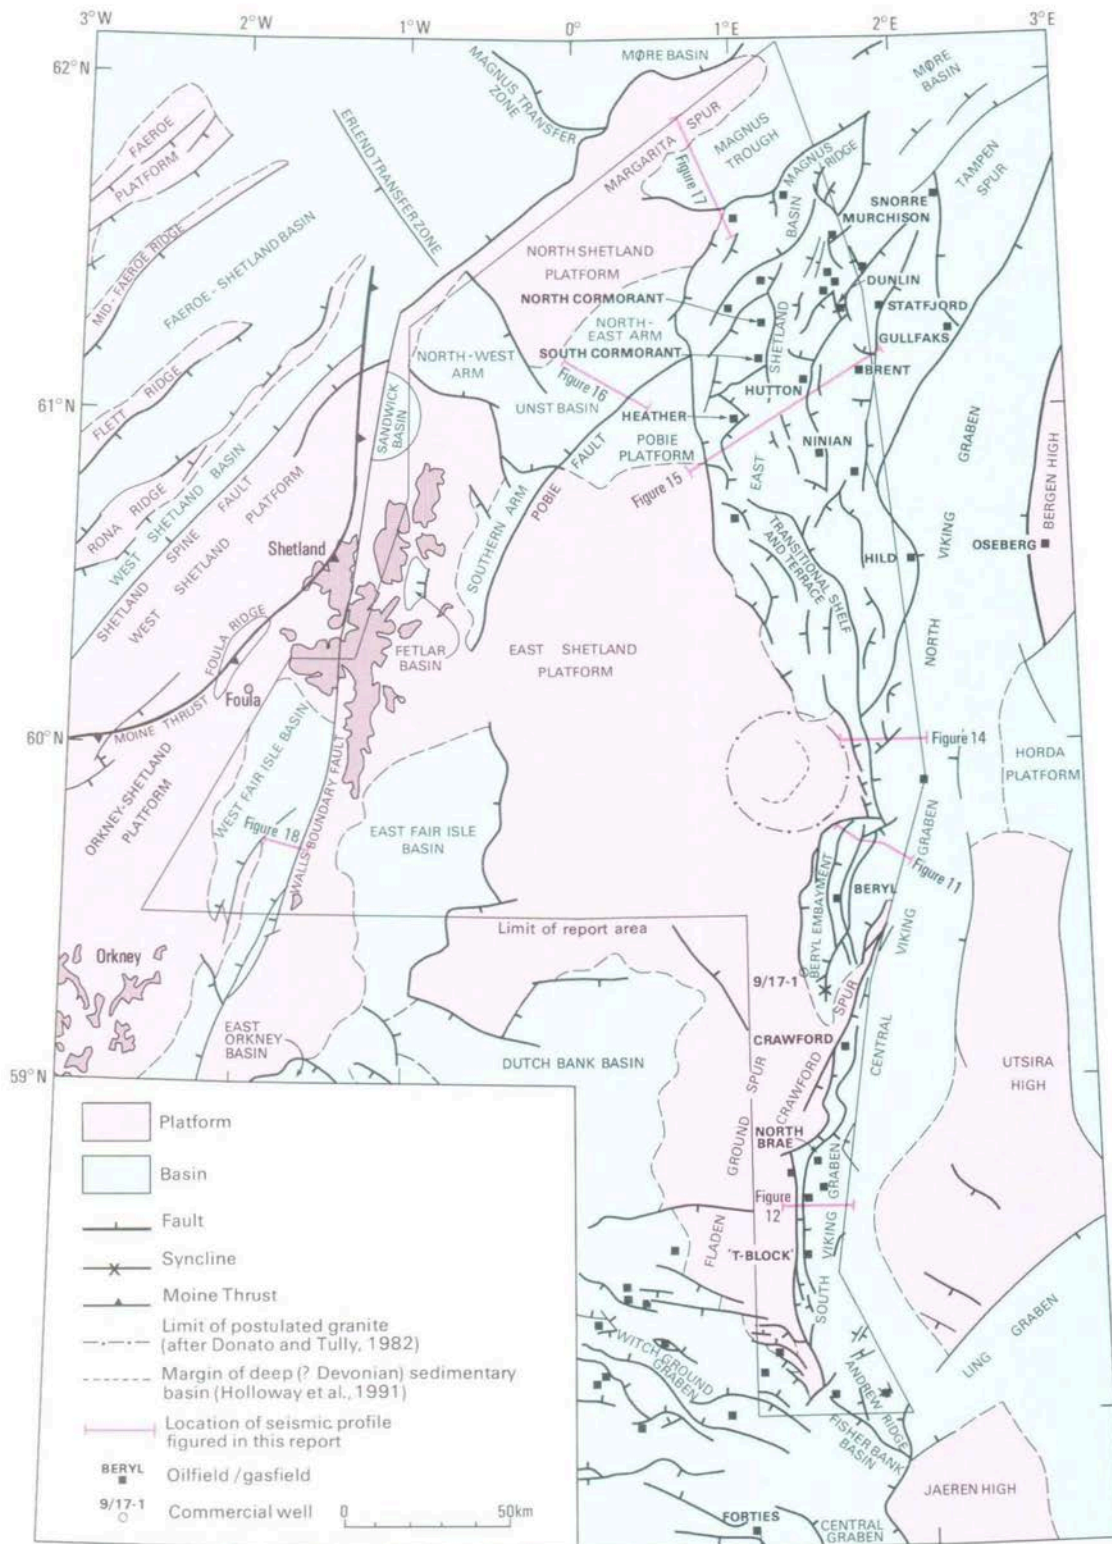 3°W
2°W
1°W
0°
1°E
2°E
3°E
62°N
61°N
60°N
59°N
MAGNUS TRANSFER
ZONE
MØRE BASIN
MØRE
BASIN
FAEROE
PLATFORM
ERLEND TRANSFER ZONE
MARGARITA SPUR
MAGNUS
TROUGH
MAGNUS
RIDGE
TAMPEN
SPUR
Figure 17
BASIN
SNORRE
MURCHISON
MID-FAEROE RIDGE
FAEROE-SHETLAND BASIN
NORTH SHETLAND
PLATFORM
DUNLIN
NORTH CORMORANT
STATFJORD
NORTH-
EAST ARM
SHETLAND
GULLFAKS
NORTH-WEST
ARM
SOUTH CORMORANT
BRENT
Figure 16
HUTTON
FLETT RIDGE
SANDWICK
BASIN
UNST BASIN
HEATHER
NINIAN
POBIE
PLATFORM
GRABEN
BERGEN HIGH
RONA RIDGE
WEST SHETLAND BASIN
SHETLAND SPINE FAULT
WEST SHETLAND PLATFORM
POBIE FAULT
EAST
Figure 15
SOUTHERN ARM
Shetland
TRANSITIONAL SHELF
AND TERRACE
HILD
VIKING
OSEBERG
FOULA RIDGE
FETLAR
BASIN
EAST SHETLAND
PLATFORM
NORTH
Foula
MOINE THRUST
Figure 14
HORDA
PLATFORM
ORKNEY-SHETLAND
PLATFORM
WEST FAIR ISLE BASIN
WALLS BOUNDARY FAULT
Figure 18
EAST FAIR ISLE
BASIN
GRABEN
Figure 11
BERYL
BERYL EMBAYMENT
Limit of report area
VIKING
Orkney
9/17-1
SPUR
EAST
ORKNEY
BASIN
CRAWFORD
DUTCH BANK BASIN
CENTRAL
UTSIRA
HIGH
CRAWFORD
GROUND SPUR
NORTH
BRAE
GRABEN
Figure
12
FLADEN
VIKING
'T-BLOCK'
SOUTH
LING GRABEN
WITCH GROUND
GRABEN
ANDREW RIDGE
FISHER BANK
BASIN
JAEREN HIGH
FORTIES
CENTRAL
GRABEN
Platform
Basin
Fault
Syncline
Moine Thrust
Limit of postulated granite
(after Donato and Tully, 1982)
Margin of deep (? Devonian) sedimentary
basin (Holloway et al., 1991)
Location of seismic profile
figured in this report
BERYL
Oilfield/gasfield
9/17-1
Commercial well
0
50km